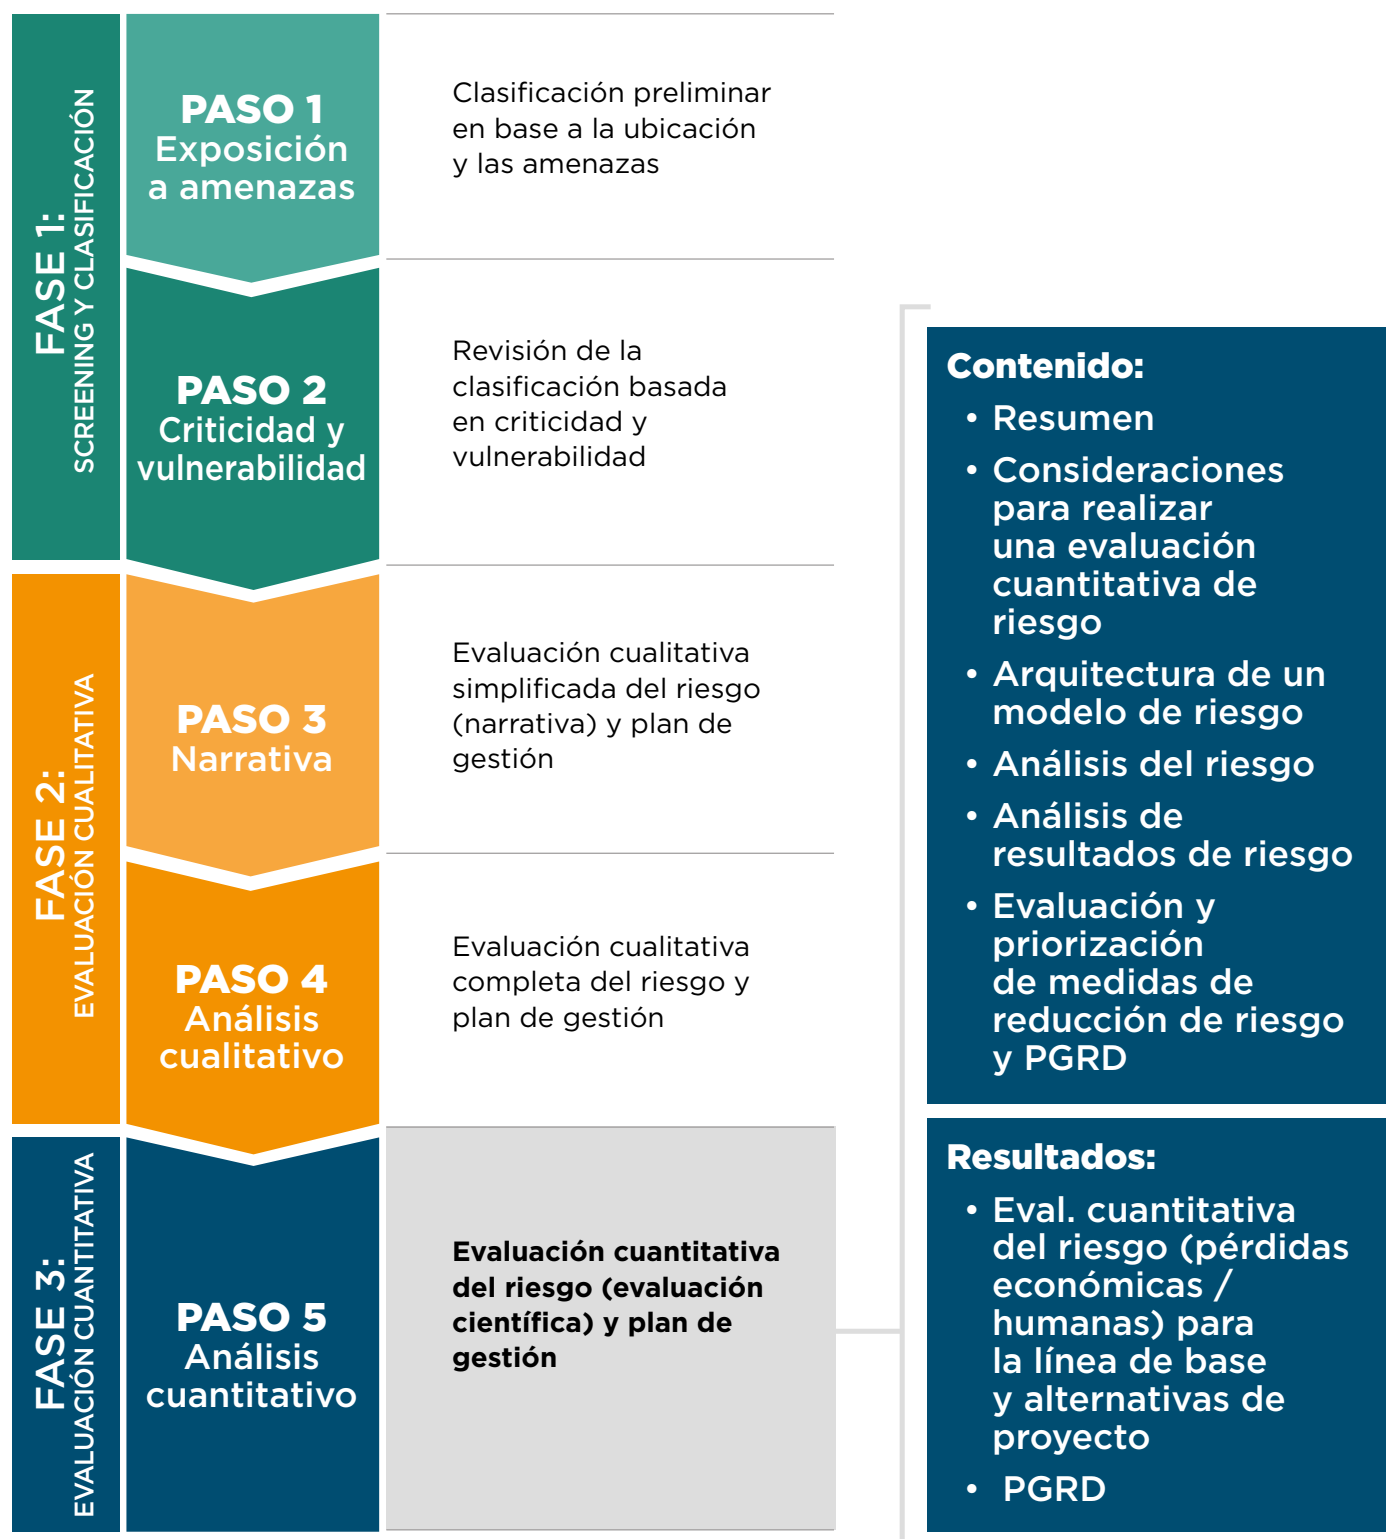 FASE 1:
SCREENING Y CLASIFICACIÓN
PASO 1
Exposición
a amenazas
Clasificación preliminar
en base a la ubicación
y las amenazas
PASO 2
Criticidad y
vulnerabilidad
Revisión de la
clasificación basada
en criticidad y
vulnerabilidad
FASE 2:
EVALUACIÓN CUALITATIVA
PASO 3
Narrativa
Evaluación cualitativa
simplificada del riesgo
(narrativa) y plan de
gestión
PASO 4
Análisis
cualitativo
Evaluación cualitativa
completa del riesgo y
plan de gestión
FASE 3:
EVALUACIÓN CUANTITATIVA
PASO 5
Análisis
cuantitativo
Evaluación cuantitativa
del riesgo (evaluación
científica) y plan de
gestión
Contenido:
• Resumen
• Consideraciones
para realizar
una evaluación
cuantitativa de
riesgo
• Arquitectura de un
modelo de riesgo
• Análisis del riesgo
• Análisis de
resultados de riesgo
• Evaluación y
priorización
de medidas de
reducción de riesgo
y PGRD
Resultados:
• Eval. cuantitativa
del riesgo (pérdidas
económicas /
humanas) para
la línea de base
y alternativas de
proyecto
• PGRD